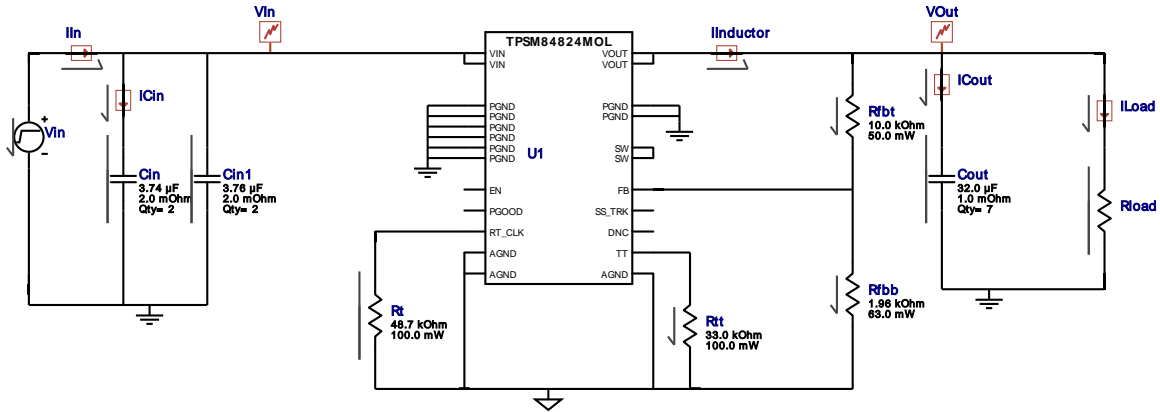 VIn
IIn
ICin
+
Vin
-
Cin
3.74 µF
2.0 mOhm
Qty= 2
Cin1
3.76 µF
2.0 mOhm
Qty= 2
TPSM84824MOL
VIN
VIN
PGND
PGND
PGND
PGND
PGND
PGND
EN
PGOOD
RT_CLK
AGND
AGND
U1
VOUT
VOUT
PGND
PGND
SW
SW
FB
SS_TRK
DNC
TT
AGND
Rt
48.7 kOhm
100.0 mW
Rtt
33.0 kOhm
100.0 mW
IInductor
Rfbt
10.0 kOhm
50.0 mW
Rfbb
1.96 kOhm
63.0 mW
VOut
ICout
Cout
32.0 µF
1.0 mOhm
Qty= 7
ILoad
Rload